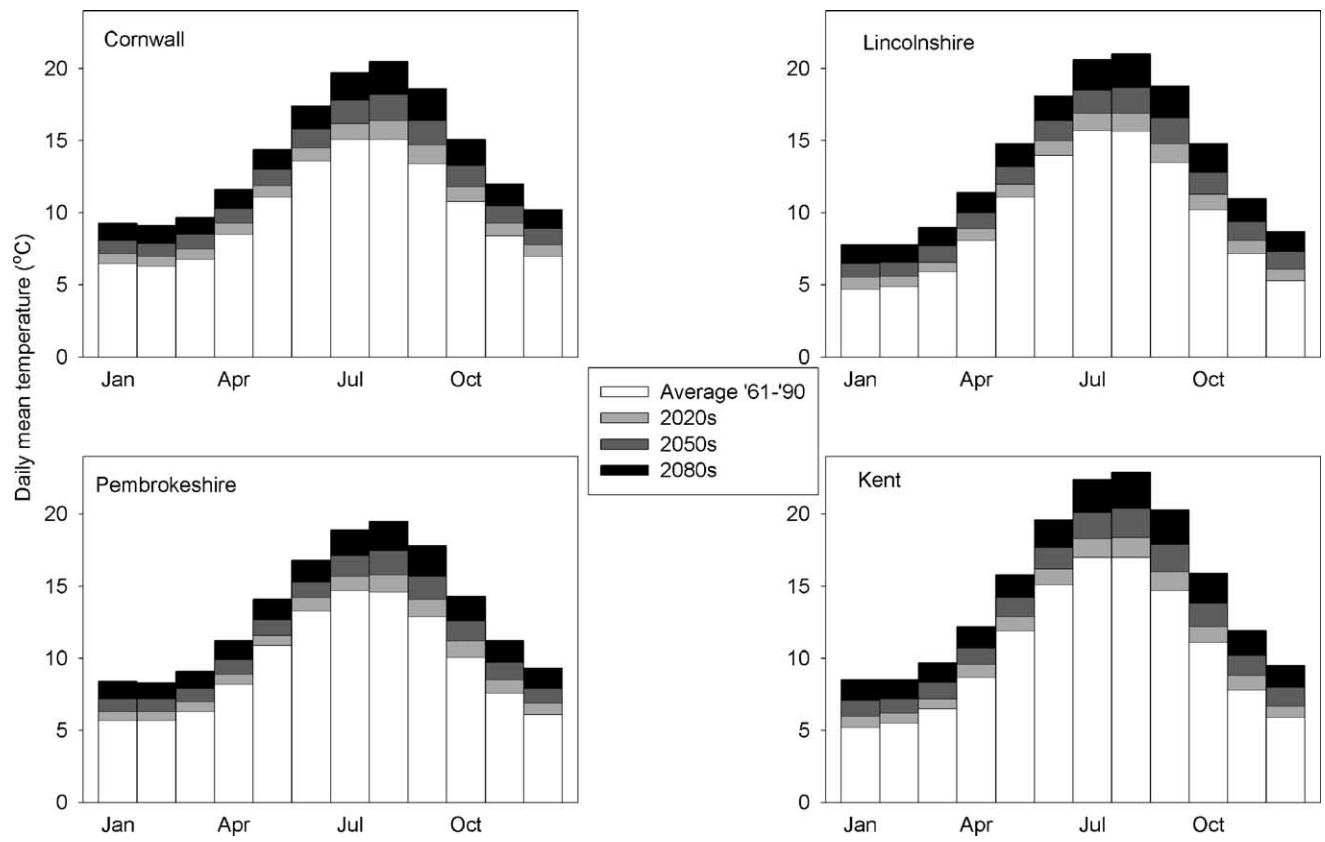 Cornwall
20
15
10
5
0
Jan Apr Jul Oct
Lincolnshire
20
15
10
5
0
Jan Apr Jul Oct
Daily mean temperature (°C)
Average '61-'90
2020s
2050s
2080s
Pembrokeshire
20
15
10
5
0
Jan Apr Jul Oct
Kent
20
15
10
5
0
Jan Apr Jul Oct